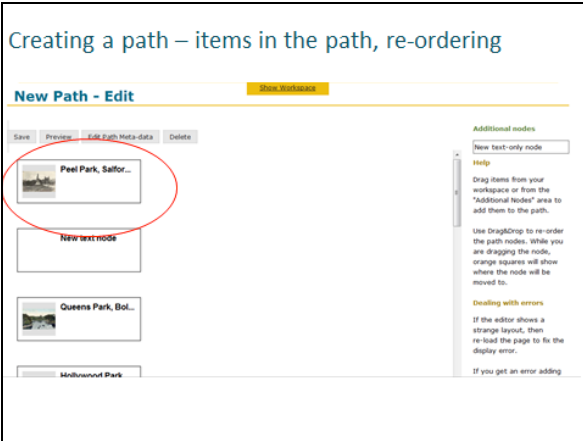 Creating a path – items in the path, re-ordering
Show Workspace
New Path - Edit
Save Preview Edit Path Meta-data Delete
Peel Park, Salfor...
New text node
Queens Park, Bol...
Hollywood Park
Additional nodes
New text-only node
Help
Drag items from your
workspace or from the
"Additional Nodes" area to
add them to the path.
Use Drag&Drop to re-order
the path nodes. While you
are dragging the node,
orange squares will show
where the node will be
moved to.
Dealing with errors
If the editor shows a
strange layout, then
re-load the page to fix the
display error.
If you get an error adding